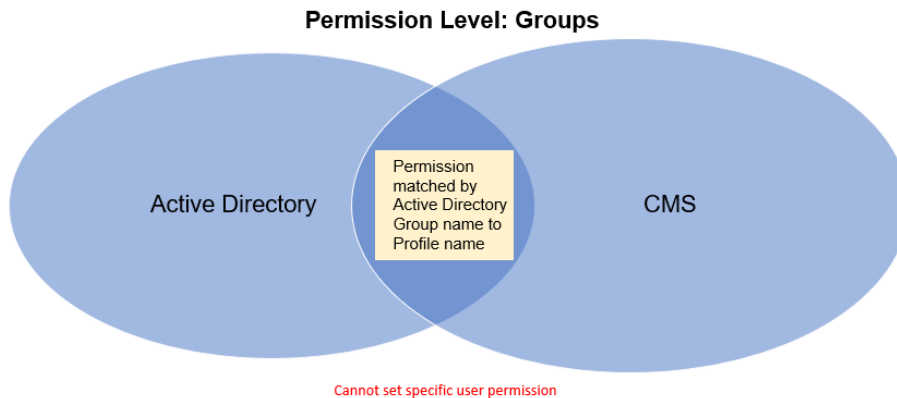 Permission Level: Groups
Active Directory
Permission
matched by
Active Directory
Group name to
Profile name
CMS
Cannot set specific user permission